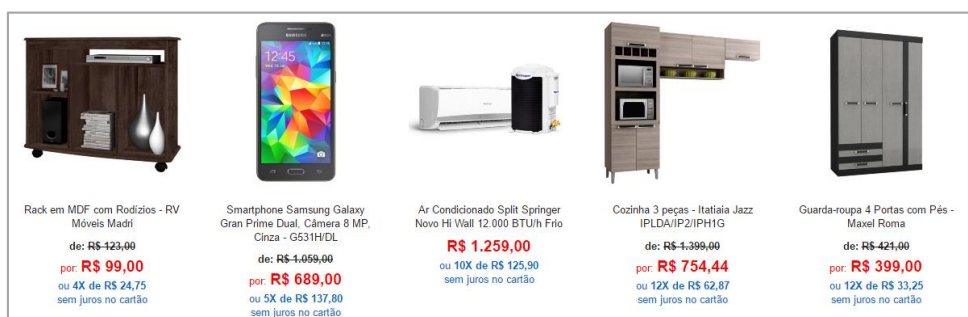 SAMSUNG
12:45
Rack em MDF com Rodízios - RV
Móveis Madri
de: R$ 123,00
por: R$ 99,00
ou 4X de R$ 24,75
sem juros no cartão
Smartphone Samsung Galaxy
Gran Prime Dual, Câmera 8 MP,
Cinza - G531H/DL
de: R$ 1.059,00
por: R$ 689,00
ou 5X de R$ 137,80
sem juros no cartão
Ar Condicionado Split Springer
Novo Hi Wall 12.000 BTU/h Frio
R$ 1.259,00
ou 10X de R$ 125,90
sem juros no cartão
Cozinha 3 peças - Itatiaia Jazz
IPLDA/IP2/IPH1G
de: R$ 1.399,00
por: R$ 754,44
ou 12X de R$ 62,87
sem juros no cartão
Guarda-roupa 4 Portas com Pés -
Maxel Roma
de: R$ 421,00
por: R$ 399,00
ou 12X de R$ 33,25
sem juros no cartão